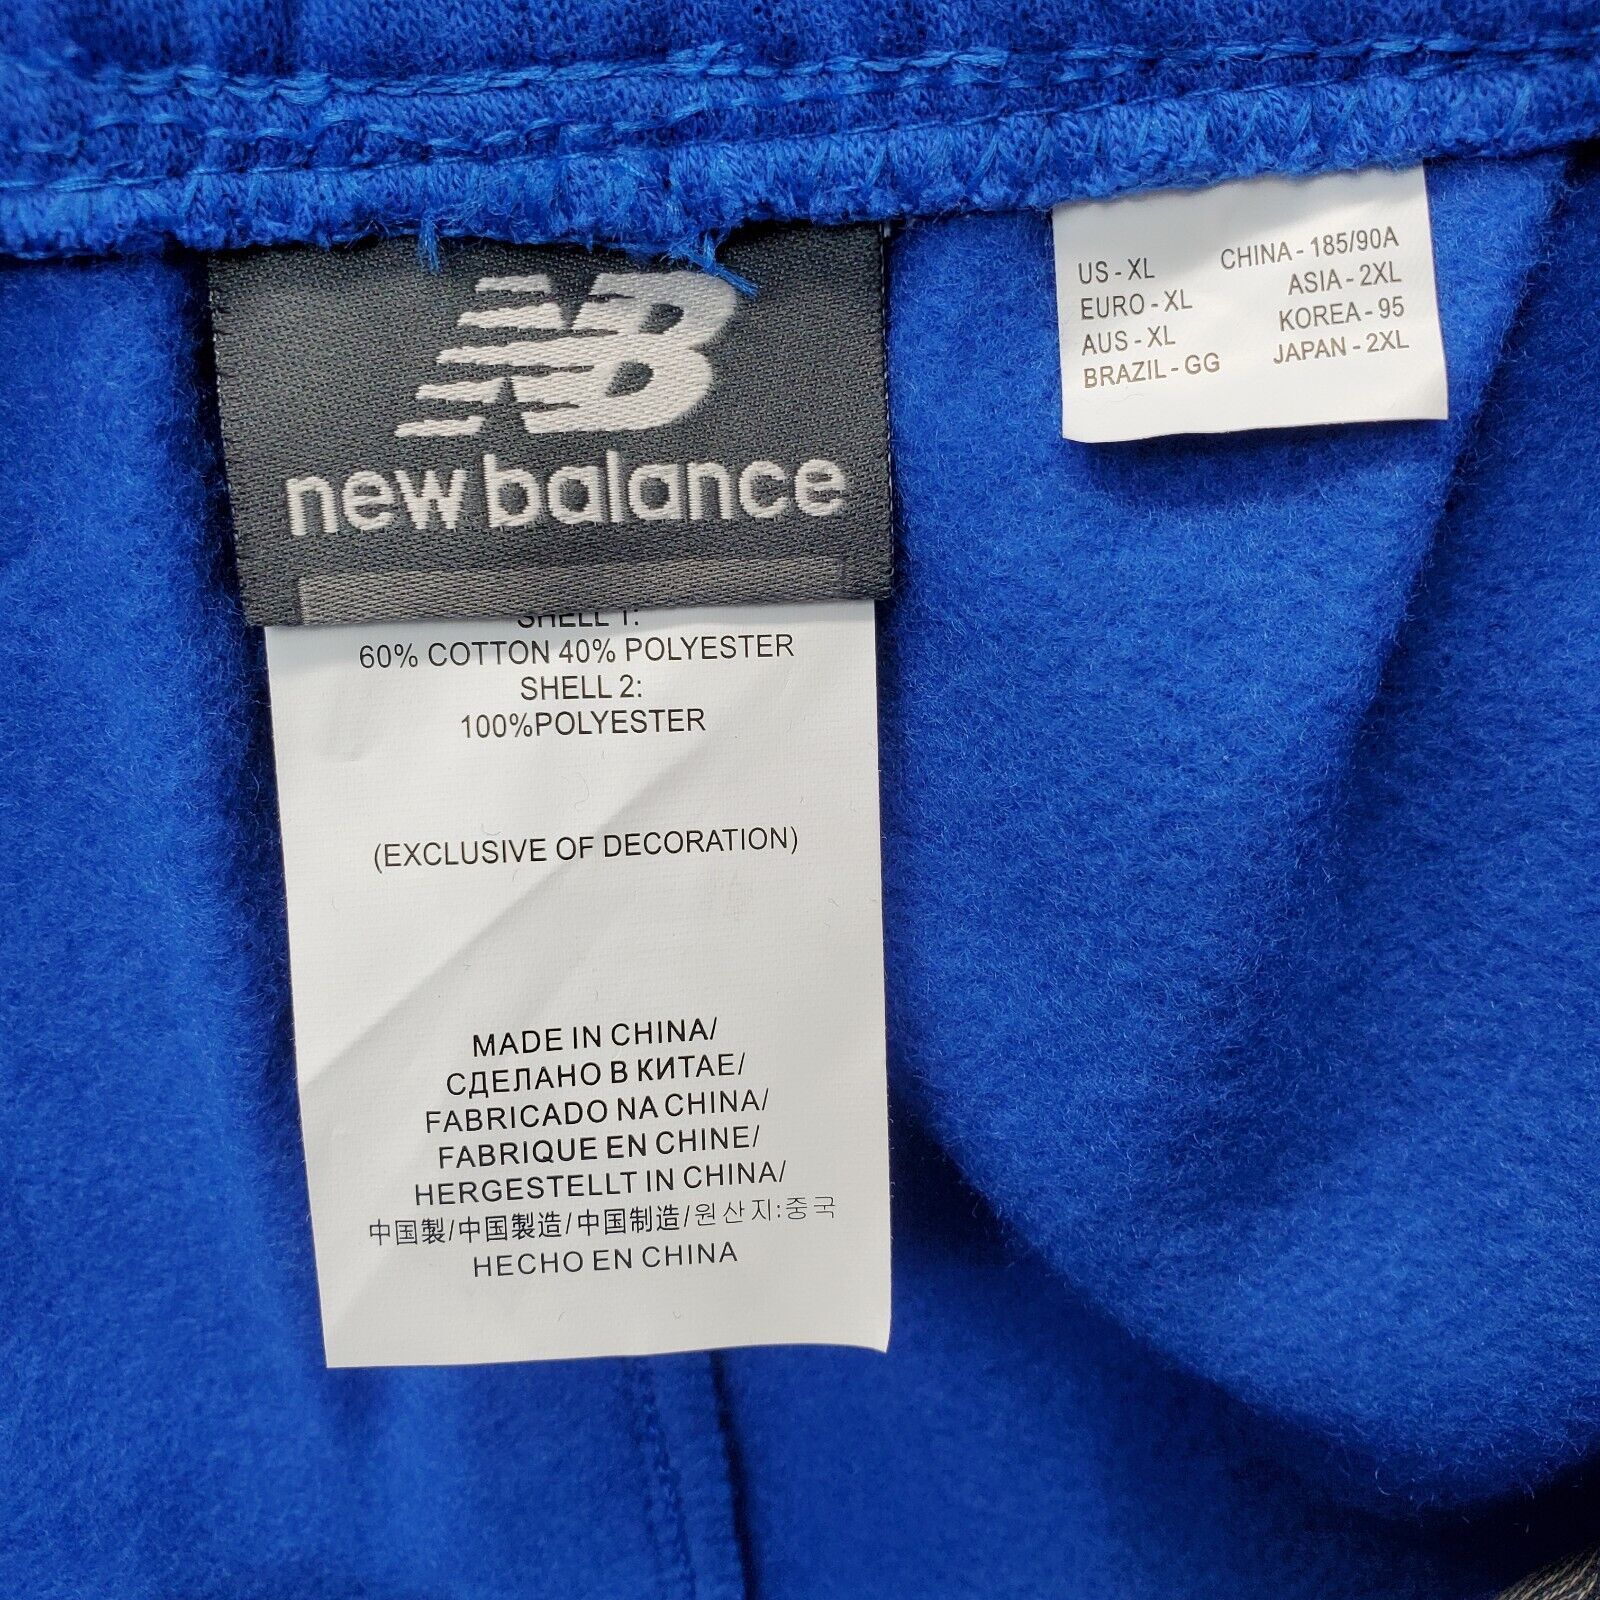 NB
new balance
SHELL 1:
60% COTTON 40% POLYESTER
SHELL 2:
100%POLYESTER
(EXCLUSIVE OF DECORATION)
MADE IN CHINA/
СДЕЛАНО В КИТАЕ/
FABRICADO NA CHINA/
FABRIQUE EN CHINE/
HERGESTELLT IN CHINA/
中国製/中国製造/中国制造/원산지:중국
HECHO EN CHINA
US - XL CHINA - 185/90A
EURO - XL ASIA - 2XL
AUS - XL KOREA - 95
BRAZIL - GG JAPAN - 2XL